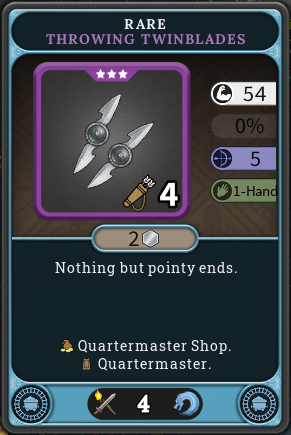 RARE
THROWING TWINBLADES
54
0%
5
1-Hand
4
2
Nothing but pointy ends.
Quartermaster Shop.
Quartermaster.
4